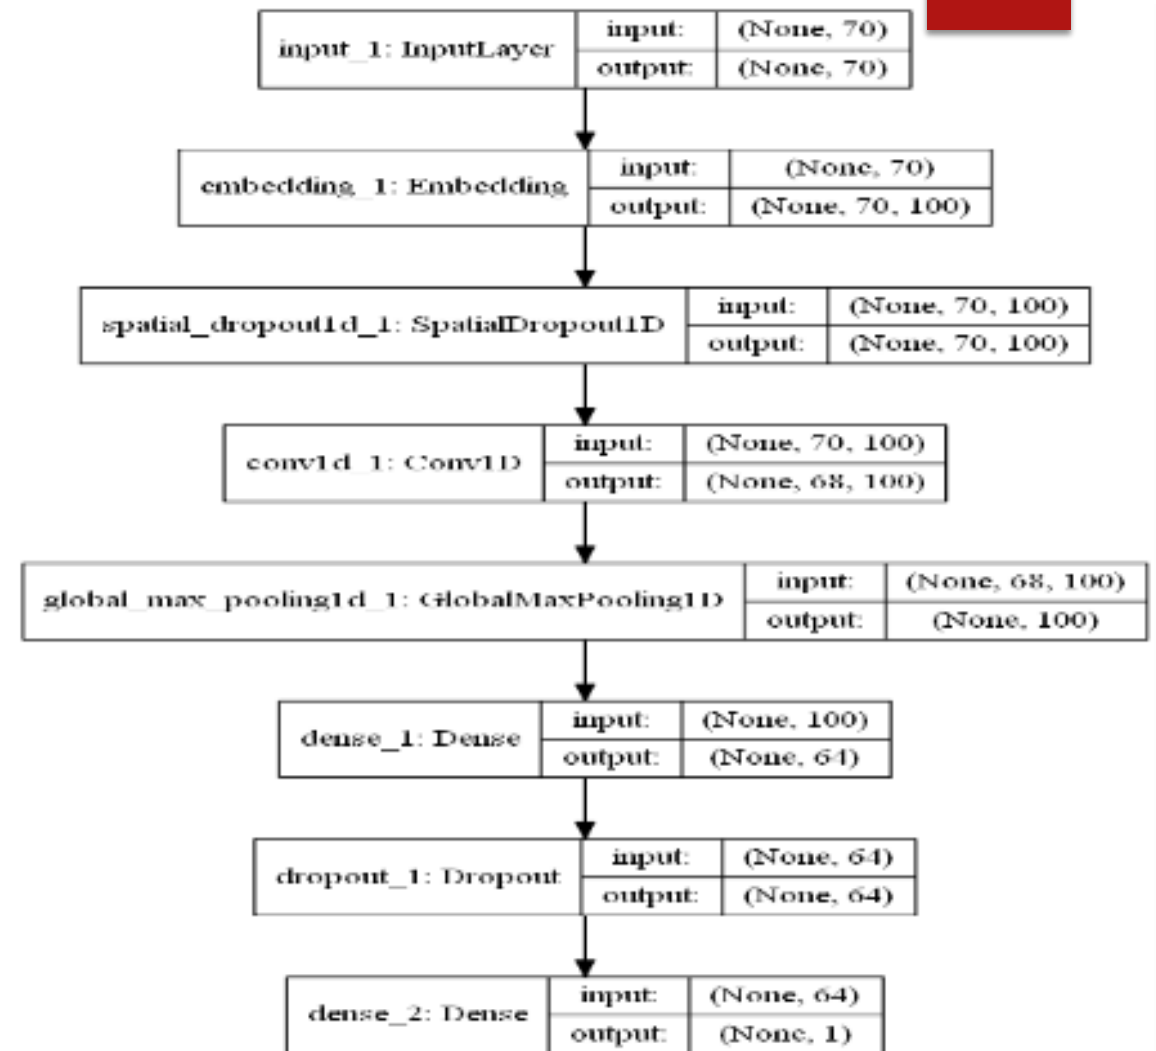 input_1: InputLayer
input: (None, 70)
output: (None, 70)
embedding_1: Embedding
input: (None, 70)
output: (None, 70, 100)
spatial_dropout1d_1: SpatialDropout1D
input: (None, 70, 100)
output: (None, 70, 100)
conv1d_1: Conv1D
input: (None, 70, 100)
output: (None, 68, 100)
global_max_pooling1d_1: GlobalMaxPooling1D
input: (None, 68, 100)
output: (None, 100)
dense_1: Dense
input: (None, 100)
output: (None, 64)
dropout_1: Dropout
input: (None, 64)
output: (None, 64)
dense_2: Dense
input: (None, 64)
output: (None, 1)